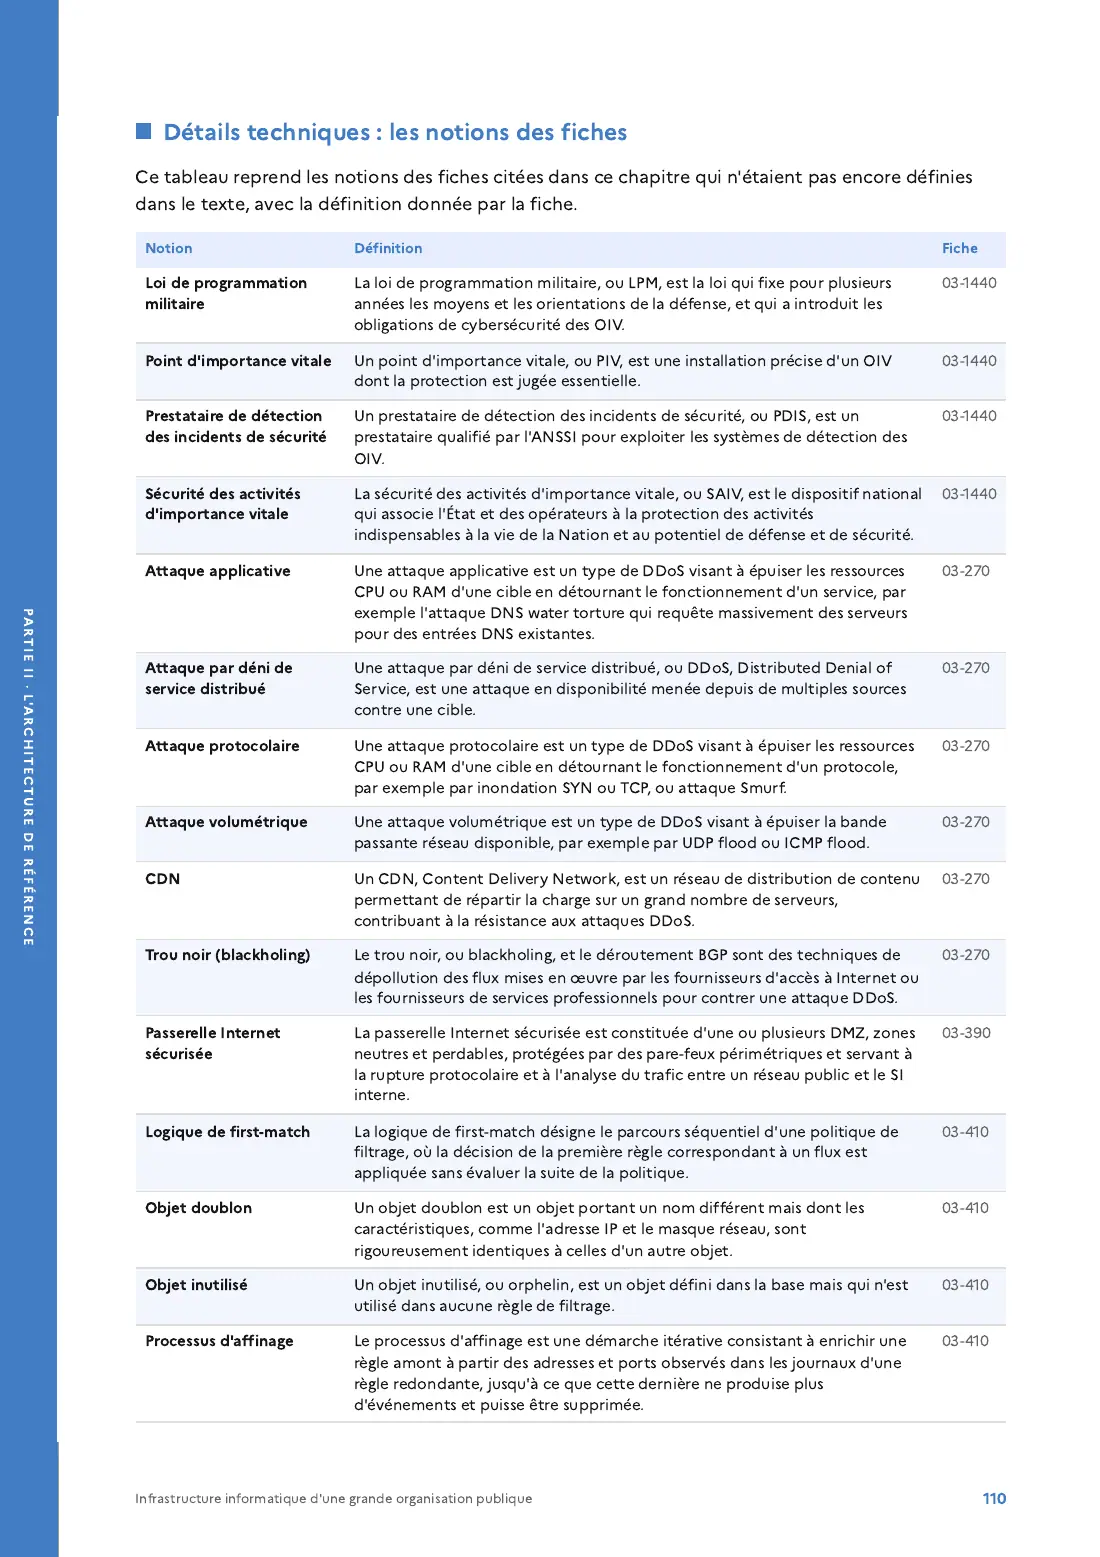 Détails techniques : les notions des fiches
Ce tableau reprend les notions des fiches citées dans ce chapitre qui n'étaient pas encore définies
dans le texte, avec la définition donnée par la fiche.
Notion Définition Fiche
Loi de programmation La loi de programmation militaire, ou LPM, est la loi qui fixe pour plusieurs 03-1440
militaire années les moyens et les orientations de la défense, et qui a introduit les
obligations de cybersécurité des OIV.
Point d'importance vitale Un point d'importance vitale, ou PIV, est une installation précise d'un OIV 03-1440
dont la protection est jugée essentielle.
Prestataire de détection Un prestataire de détection des incidents de sécurité, ou PDIS, est un 03-1440
des incidents de sécurité prestataire qualifié par l'ANSSI pour exploiter les systèmes de détection des
OIV.
Sécurité des activités La sécurité des activités d'importance vitale, ou SAIV, est le dispositif national 03-1440
d'importance vitale qui associe l'État et des opérateurs à la protection des activités
indispensables à la vie de la Nation et au potentiel de défense et de sécurité.
Attaque applicative Une attaque applicative est un type de DDoS visant à épuiser les ressources 03-270
CPU ou RAM d'une cible en détournant le fonctionnement d'un service, par
exemple l'attaque DNS water torture qui requête massivement des serveurs
pour des entrées DNS existantes.
Attaque par déni de Une attaque par déni de service distribué, ou DDoS, Distributed Denial of 03-270
service distribué Service, est une attaque en disponibilité menée depuis de multiples sources
contre une cible.
Attaque protocolaire Une attaque protocolaire est un type de DDoS visant à épuiser les ressources 03-270
CPU ou RAM d'une cible en détournant le fonctionnement d'un protocole,
par exemple par inondation SYN ou TCP, ou attaque Smurf.
Attaque volumétrique Une attaque volumétrique est un type de DDoS visant à épuiser la bande 03-270
passante réseau disponible, par exemple par UDP flood ou ICMP flood.
CDN Un CDN, Content Delivery Network, est un réseau de distribution de contenu 03-270
permettant de répartir la charge sur un grand nombre de serveurs,
contribuant à la résistance aux attaques DDoS.
Trou noir (blackholing) Le trou noir, ou blackholing, et le déroutement BGP sont des techniques de 03-270
dépollution des flux mises en œuvre par les fournisseurs d'accès à Internet ou
les fournisseurs de services professionnels pour contrer une attaque DDoS.
Passerelle Internet La passerelle Internet sécurisée est constituée d'une ou plusieurs DMZ, zones 03-390
sécurisée neutres et perdables, protégées par des pare-feux périmétriques et servant à
la rupture protocolaire et à l'analyse du trafic entre un réseau public et le SI
interne.
Logique de first-match La logique de first-match désigne le parcours séquentiel d'une politique de 03-410
filtrage, où la décision de la première règle correspondant à un flux est
appliquée sans évaluer la suite de la politique.
Objet doublon Un objet doublon est un objet portant un nom différent mais dont les 03-410
caractéristiques, comme l'adresse IP et le masque réseau, sont
rigoureusement identiques à celles d'un autre objet.
Objet inutilisé Un objet inutilisé, ou orphelin, est un objet défini dans la base mais qui n'est 03-410
utilisé dans aucune règle de filtrage.
Processus d'affinage Le processus d'affinage est une démarche itérative consistant à enrichir une 03-410
règle amont à partir des adresses et ports observés dans les journaux d'une
règle redondante, jusqu'à ce que cette dernière ne produise plus
d'événements et puisse être supprimée.
PARTIE II · L'ARCHITECTURE DE RÉFÉRENCE
Infrastructure informatique d'une grande organisation publique 110